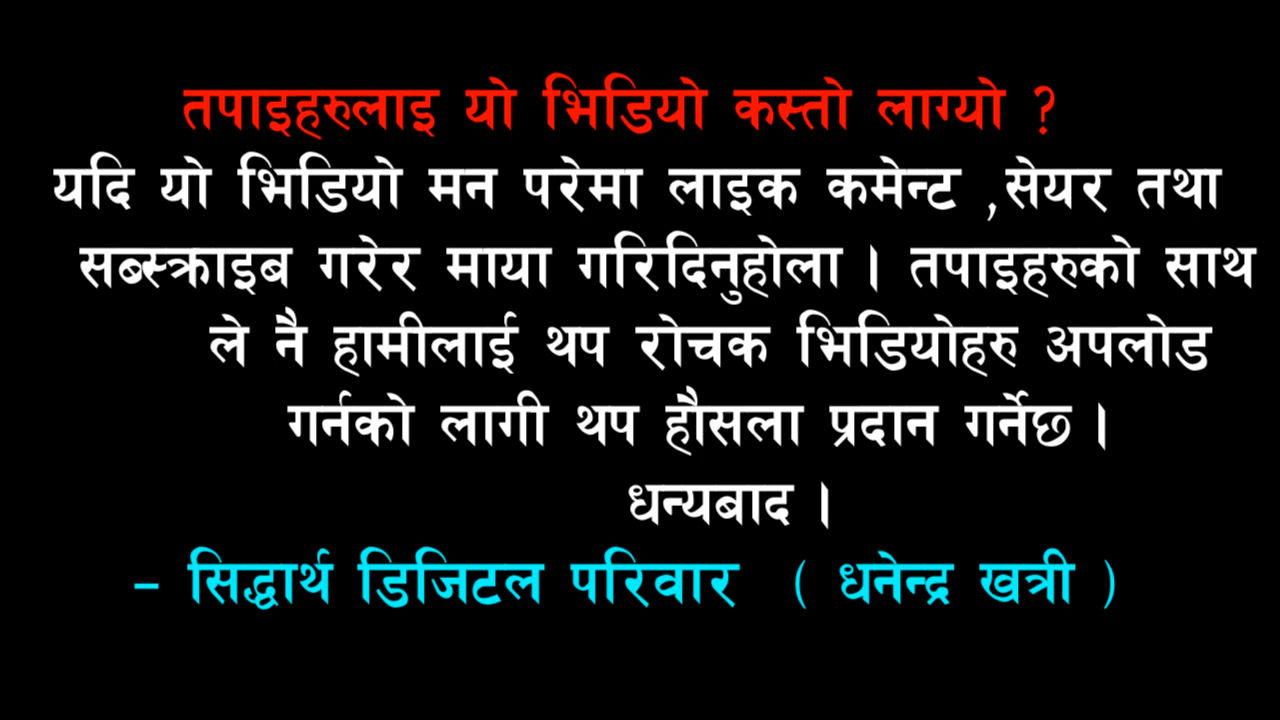 तपाइहरुलाइ यो भिडियो कस्तो लाग्यो ?
यदि यो भिडियो मन परेमा लाइक कमेन्ट ,सेयर तथा
सब्स्क्राइब गरेर माया गरिदिनुहोला । तपाइहरुको साथ
ले नै हामीलाई थप रोचक भिडियोहरु अपलोड
गर्नको लागी थप हौसला प्रदान गर्नेछ ।
धन्यबाद ।
- सिद्धार्थ डिजिटल परिवार ( धनेन्द्र खत्री )